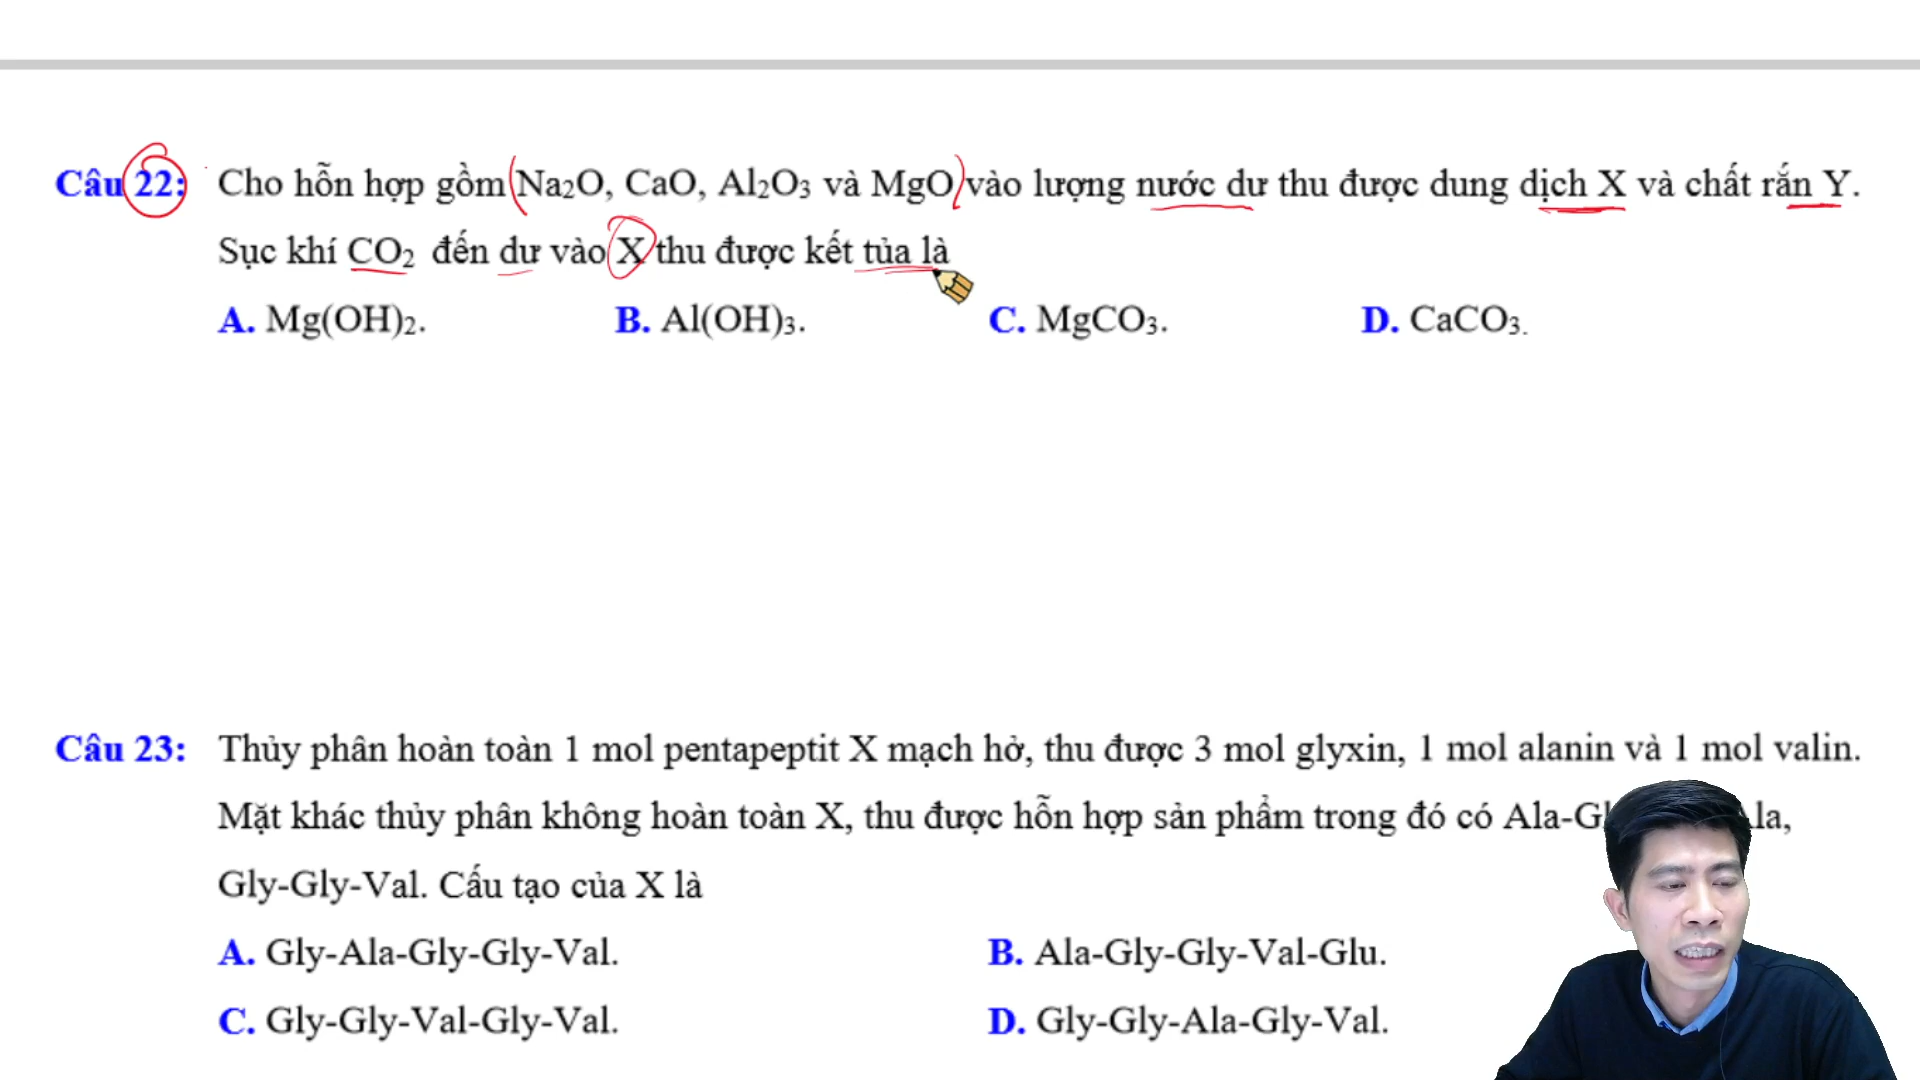 Câu 22: Cho hỗn hợp gồm Na₂O, CaO, Al₂O₃ và MgO vào lượng nước dư thu được dung dịch X và chất rắn Y.
Sục khí CO₂ đến dư vào X thu được kết tủa là
A. Mg(OH)₂. B. Al(OH)₃. C. MgCO₃. D. CaCO₃.
Câu 23: Thủy phân hoàn toàn 1 mol pentapeptit X mạch hở, thu được 3 mol glyxin, 1 mol alanin và 1 mol valin.
Mặt khác thủy phân không hoàn toàn X, thu được hỗn hợp sản phẩm trong đó có
Gly-Gly-Val. Cấu tạo của X là
A. Gly-Ala-Gly-Gly-Val. B. Ala-Gly-Gly-Val-Glu.
C. Gly-Gly-Val-Gly-Val. D. Gly-Gly-Ala-Gly-Val.